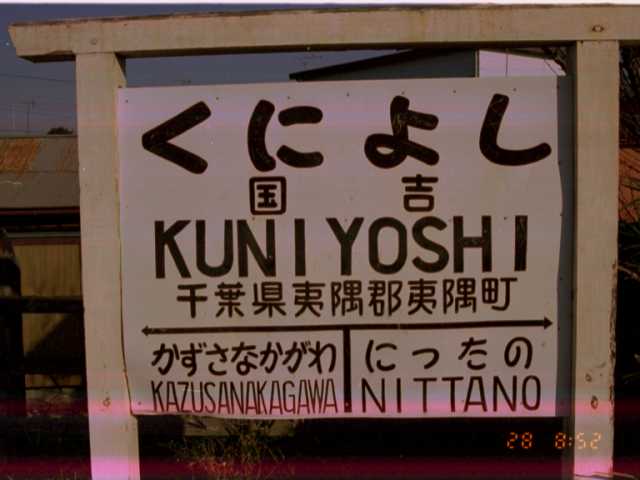 くによし
国 吉
KUNIYOSHI
千葉県夷隅郡夷隅町
かずさなかがわ にったの
KAZUSANAKAGAWA NITTANO
28 8:52